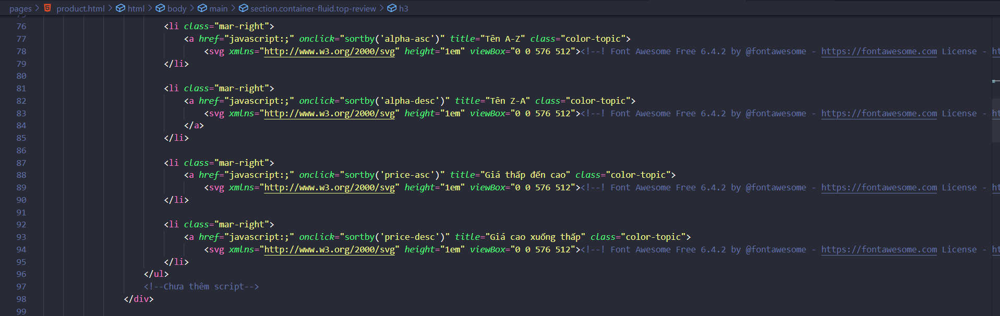 pages > product.html > html > body > main > section.container-fluid.top-review > h3
76 <li class="mar-right">
77 <a href="javascript:;" onclick="sortby('alpha-asc')" title="Tên A-Z" class="color-topic">
78 <svg xmlns="http://www.w3.org/2000/svg" height="1em" viewBox="0 0 576 512"><!--! Font Awesome Free 6.4.2 by @fontawesome - https://fontawesome.com License - ht
79 </li>
80
81 <li class="mar-right">
82 <a href="javascript:;" onclick="sortby('alpha-desc')" title="Tên Z-A" class="color-topic">
83 <svg xmlns="http://www.w3.org/2000/svg" height="1em" viewBox="0 0 576 512"><!--! Font Awesome Free 6.4.2 by @fontawesome - https://fontawesome.com License - ht
84 </a>
85 </li>
86
87 <li class="mar-right">
88 <a href="javascript:;" onclick="sortby('price-asc')" title="Giá thấp đến cao" class="color-topic">
89 <svg xmlns="http://www.w3.org/2000/svg" height="1em" viewBox="0 0 576 512"><!--! Font Awesome Free 6.4.2 by @fontawesome - https://fontawesome.com License - ht
90 </li>
91
92 <li class="mar-right">
93 <a href="javascript:;" onclick="sortby('price-desc')" title="Giá cao xuống thấp" class="color-topic">
94 <svg xmlns="http://www.w3.org/2000/svg" height="1em" viewBox="0 0 576 512"><!--! Font Awesome Free 6.4.2 by @fontawesome - https://fontawesome.com License - ht
95 </li>
96 </ul>
97 <!--Chưa thêm script-->
98 </div>
99